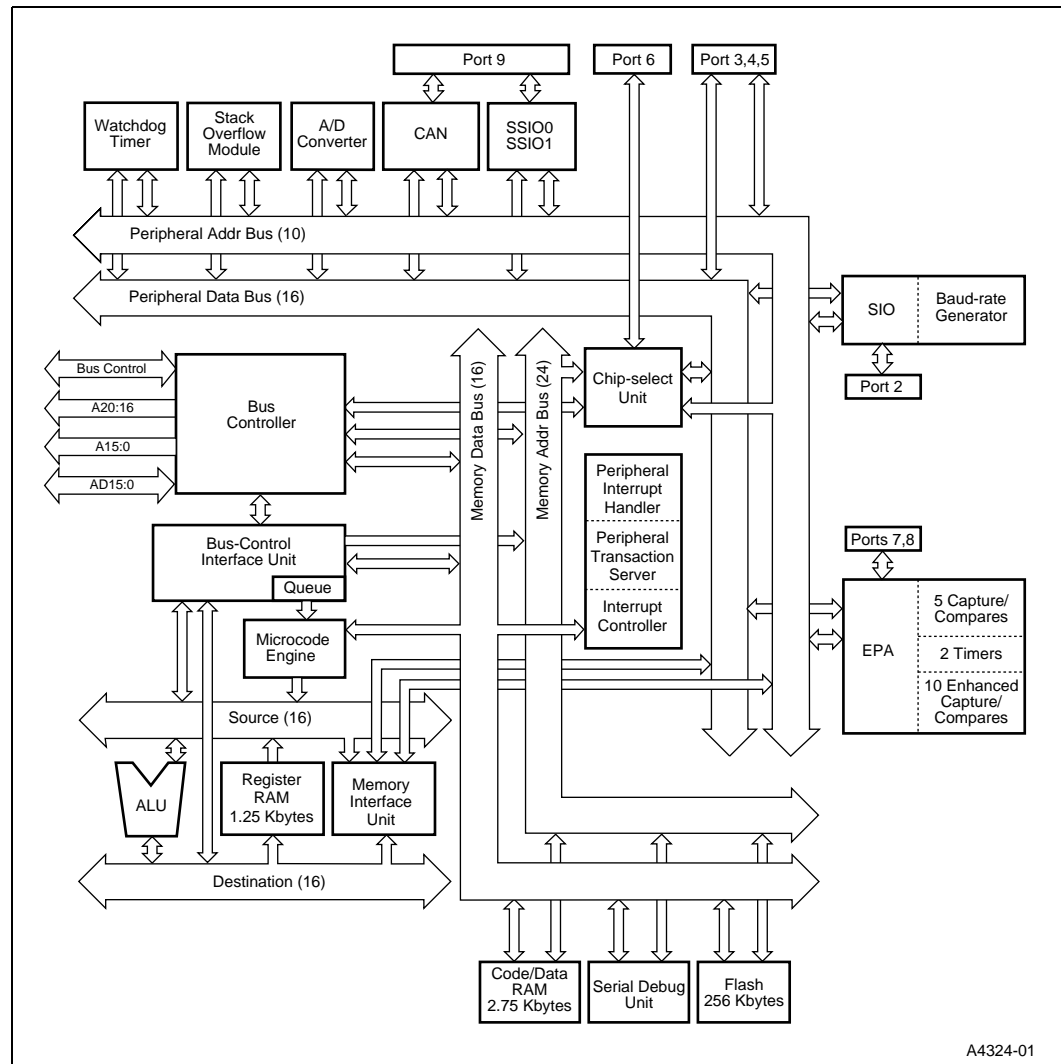 Port 9
Port 6
Port 3,4,5
Watchdog
Timer
Stack
Overflow
Module
A/D
Converter
CAN
SSIO0
SSIO1
Peripheral Addr Bus (10)
Peripheral Data Bus (16)
SIO
Baud-rate
Generator
Port 2
Bus Control
A20:16
A15:0
AD15:0
Bus
Controller
Memory Data Bus (16)
Memory Addr Bus (24)
Chip-select
Unit
Peripheral
Interrupt
Handler
Peripheral
Transaction
Server
Interrupt
Controller
Bus-Control
Interface Unit
Queue
Microcode
Engine
Ports 7,8
EPA
5 Capture/
Compares
2 Timers
10 Enhanced
Capture/
Compares
Source (16)
ALU
Register
RAM
1.25 Kbytes
Memory
Interface
Unit
Destination (16)
Code/Data
RAM
2.75 Kbytes
Serial Debug
Unit
Flash
256 Kbytes
A4324-01